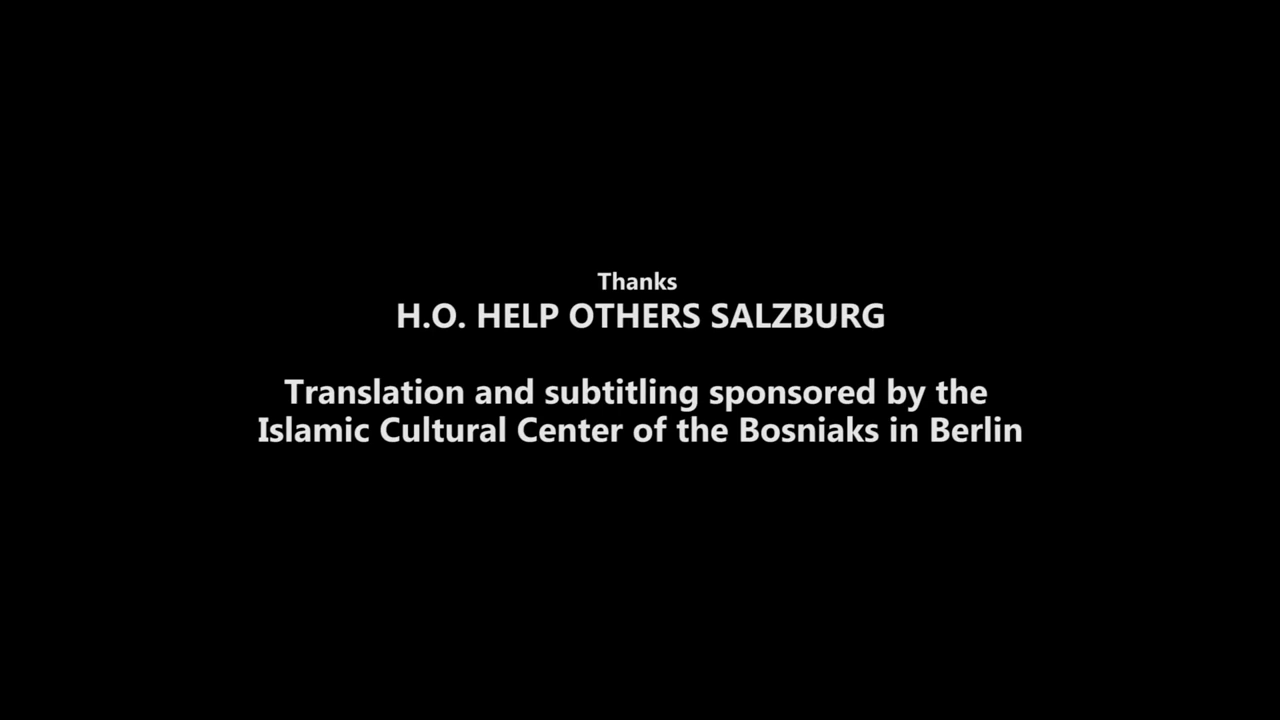 Thanks
H.O. HELP OTHERS SALZBURG
Translation and subtitling sponsored by the
Islamic Cultural Center of the Bosniaks in Berlin